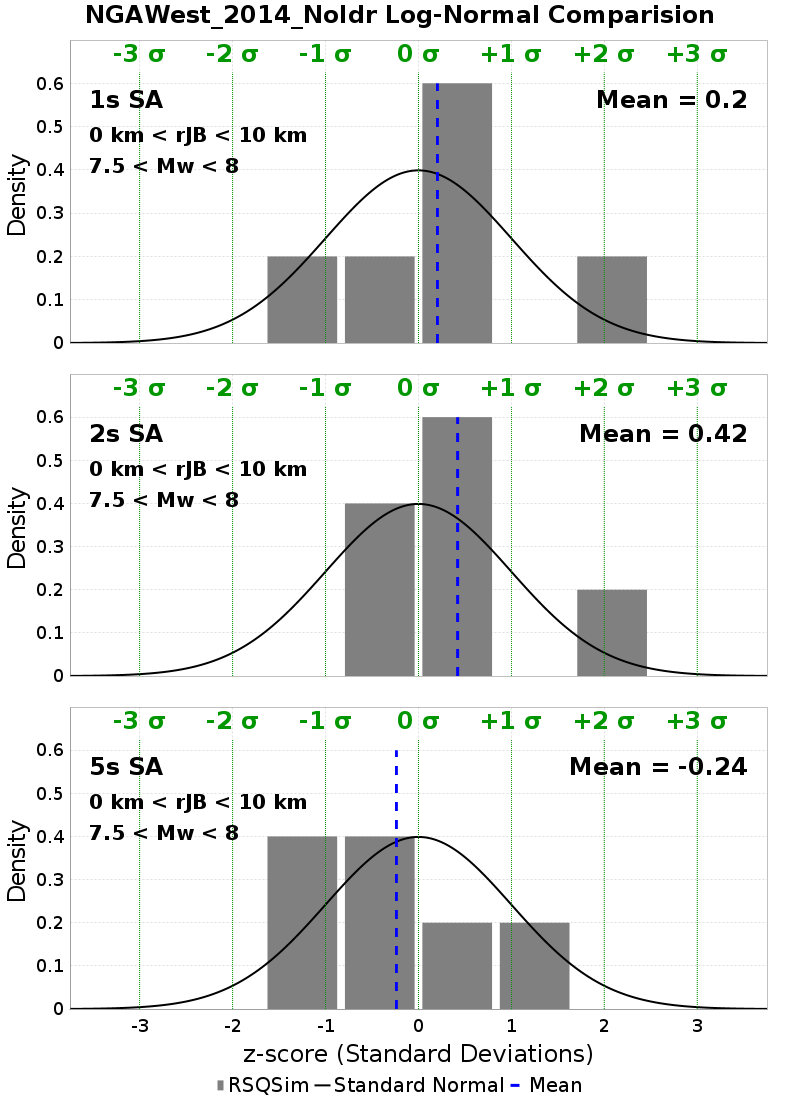 NGAWest_2014_NoIdr Log-Normal Comparision
-3 σ -2 σ -1 σ 0 σ +1 σ +2 σ +3 σ
1s SA
Mean = 0.2
0 km < rJB < 10 km
7.5 < Mw < 8
Density
0.6
0.5
0.4
0.3
0.2
0.1
0
-3 σ -2 σ -1 σ 0 σ +1 σ +2 σ +3 σ
2s SA
Mean = 0.42
0 km < rJB < 10 km
7.5 < Mw < 8
Density
0.6
0.5
0.4
0.3
0.2
0.1
0
-3 σ -2 σ -1 σ 0 σ +1 σ +2 σ +3 σ
5s SA
Mean = -0.24
0 km < rJB < 10 km
7.5 < Mw < 8
Density
0.6
0.5
0.4
0.3
0.2
0.1
0
-3 -2 -1 0 1 2 3
z-score (Standard Deviations)
RSQSim Standard Normal Mean